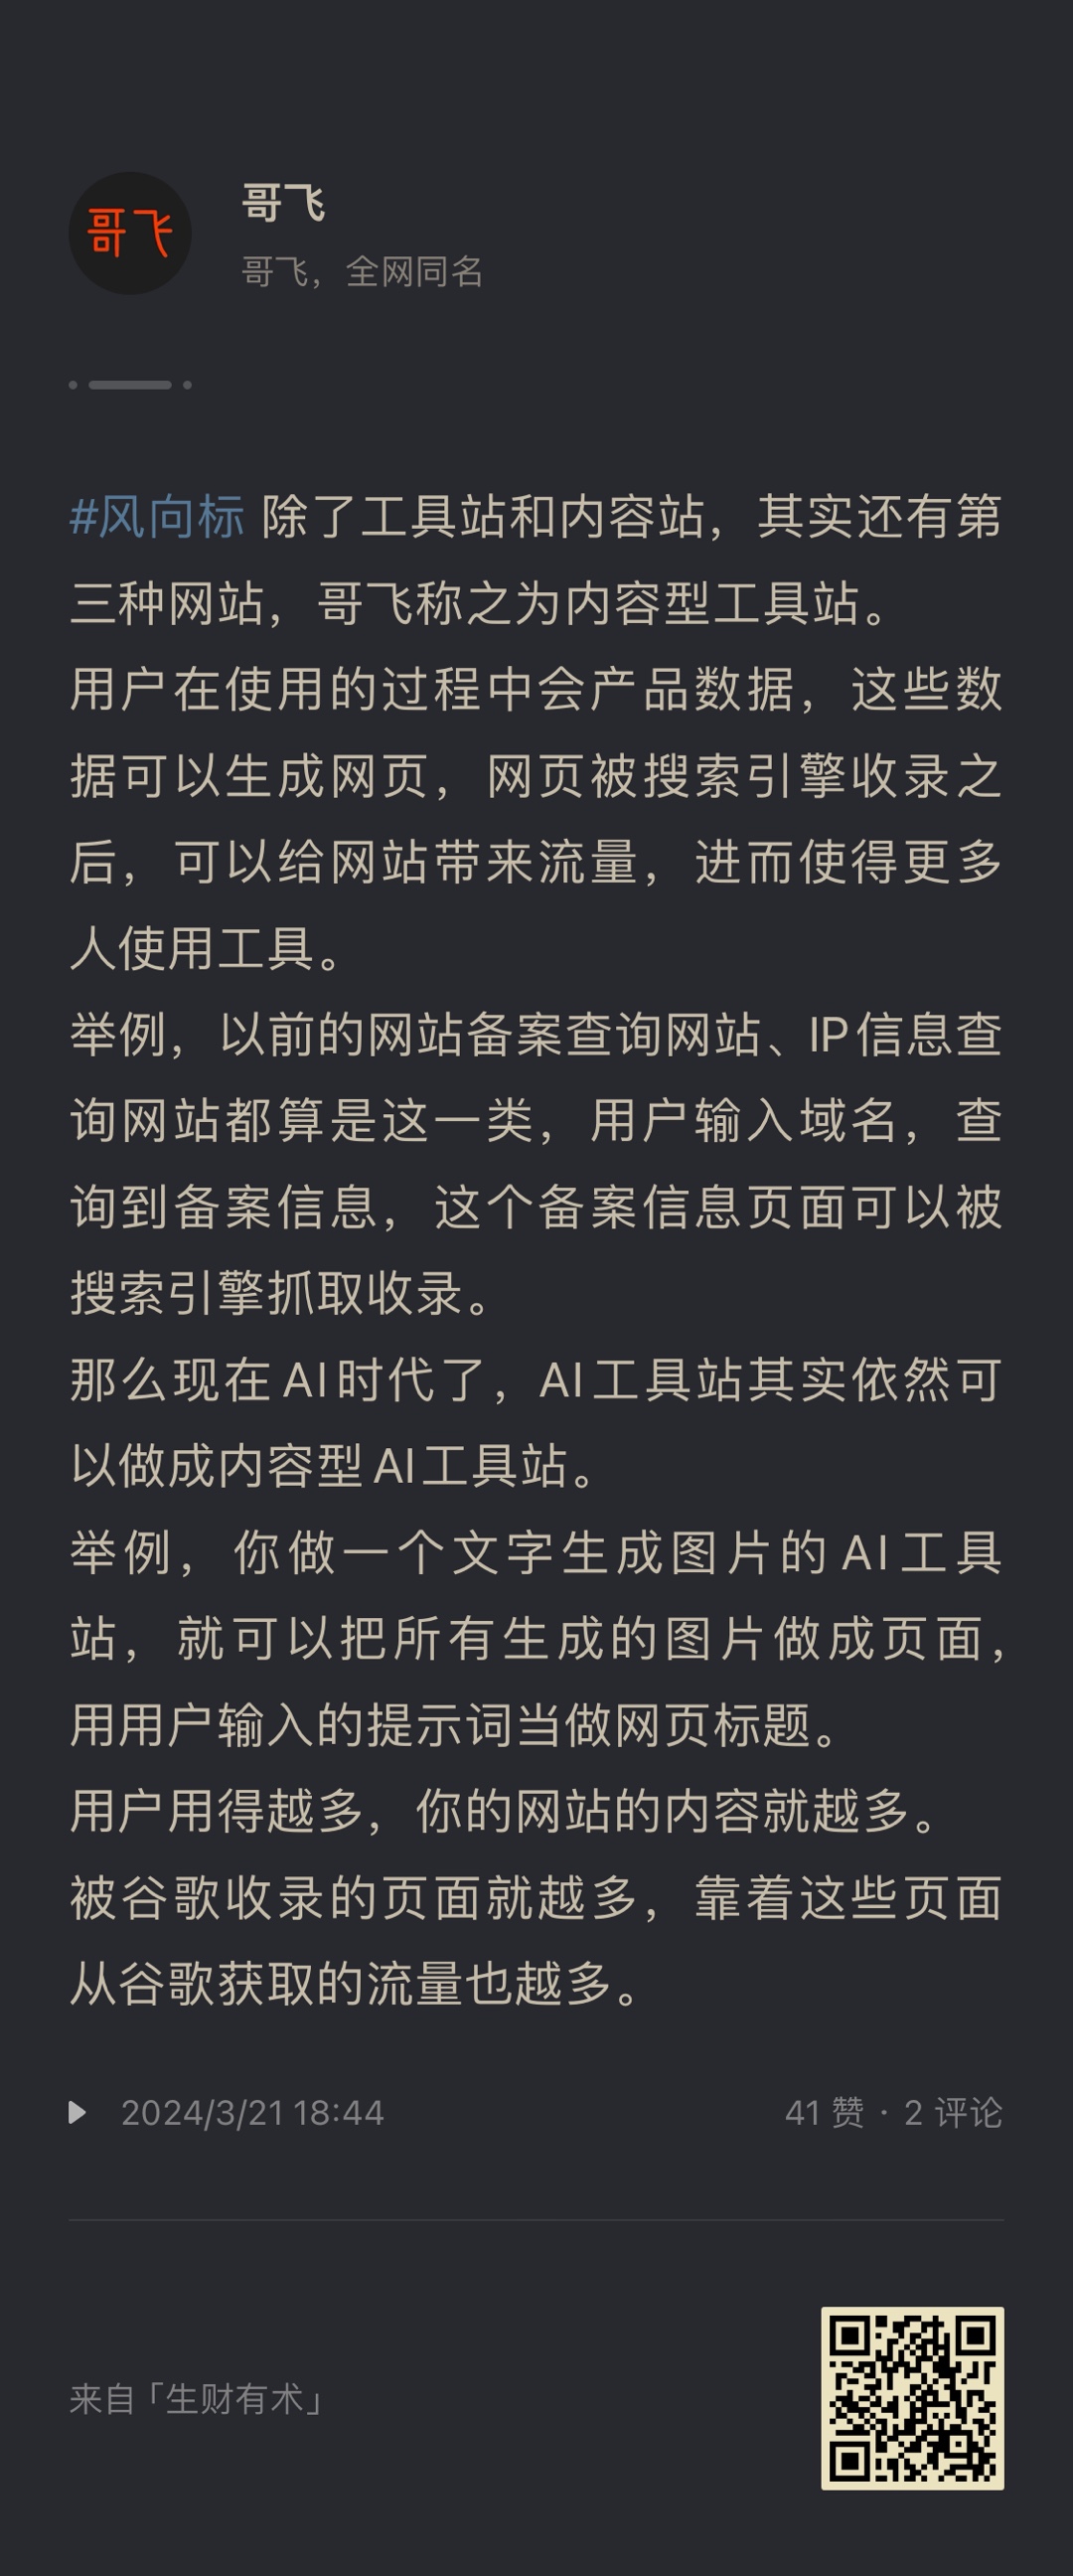 哥飞
哥飞
哥飞，全网同名
#风向标 除了工具站和内容站，其实还有第
三种网站，哥飞称之为内容型工具站。
用户在使用的过程中会产品数据，这些数
据可以生成网页，网页被搜索引擎收录之
后，可以给网站带来流量，进而使得更多
人使用工具。
举例，以前的网站备案查询网站、IP信息查
询网站都算是这一类，用户输入域名，查
询到备案信息，这个备案信息页面可以被
搜索引擎抓取收录。
那么现在AI时代了，AI工具站其实依然可
以做成内容型AI工具站。
举例，你做一个文字生成图片的AI工具
站，就可以把所有生成的图片做成页面，
用用户输入的提示词当做网页标题。
用户用得越多，你的网站的内容就越多。
被谷歌收录的页面就越多，靠着这些页面
从谷歌获取的流量也越多。
2024/3/21 18:44
41 赞 · 2 评论
来自「生财有术」